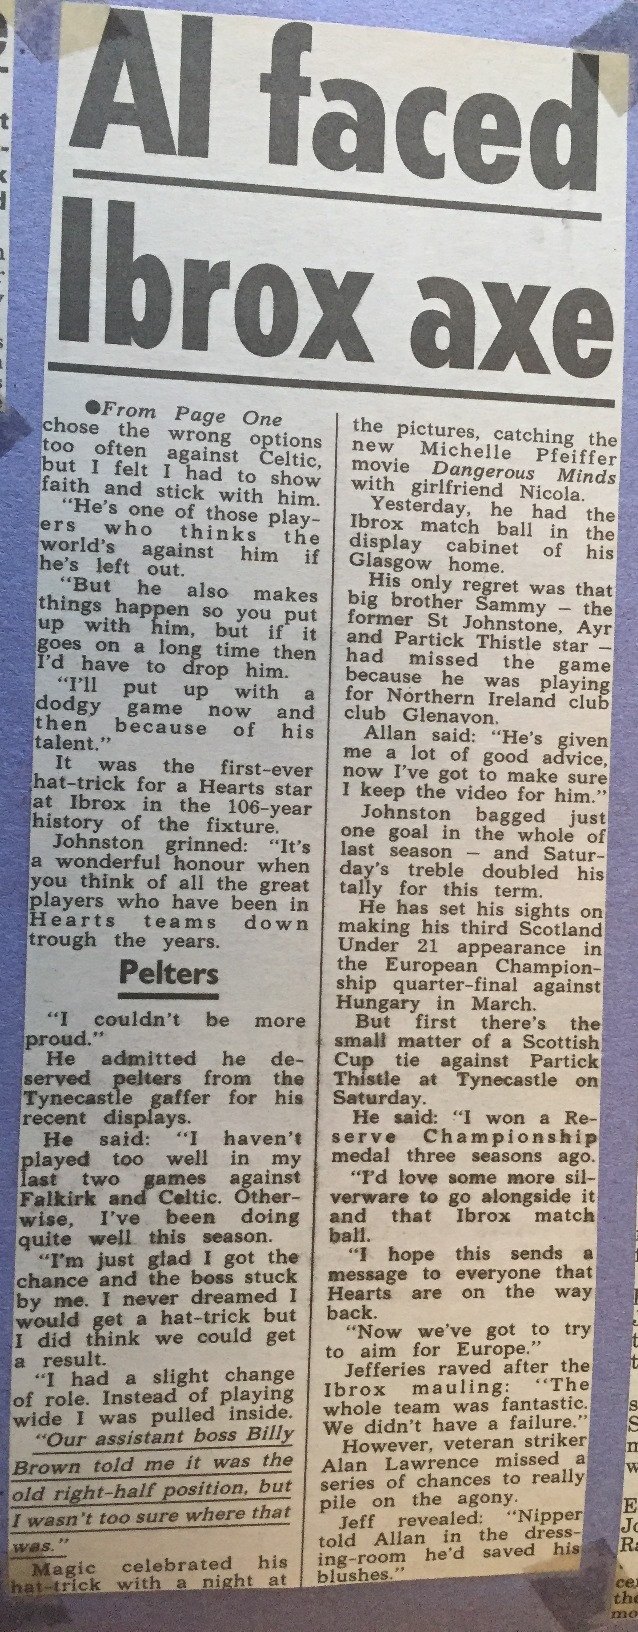 Al faced
Ibrox axe
●From Page One
chose the wrong options
too often against Celtic,
but I felt I had to show
faith and stick with him.
"He's one of those play-
ers who thinks the
world's against him if
he's left out.
"But he also makes
things happen so you put
up with him, but if it
goes on a long time then
I'd have to drop him.
"I'll put up with a
dodgy game now and
then because of his
talent."
It was the first-ever
hat-trick for a Hearts star
at Ibrox in the 106-year
history of the fixture.
Johnston grinned: "It's
a wonderful honour when
you think of all the great
players who have been in
Hearts teams down
trough the years.
Pelters
"I couldn't be more
proud."
He admitted he de-
served pelters from the
Tynecastle gaffer for his
recent displays.
He said: "I haven't
played too well in my
last two games against
Falkirk and Celtic. Other-
wise, I've been doing
quite well this season.
"I'm just glad I got the
chance and the boss stuck
by me. I never dreamed I
would get a hat-trick but
I did think we could get
a result.
"I had a slight change
of role. Instead of playing
wide I was pulled inside.
"Our assistant boss Billy
Brown told me it was the
old right-half position, but
I wasn't too sure where that
was."
Magic celebrated his
hat-trick with a night at
the pictures, catching the
new Michelle Pfeiffer
movie Dangerous Minds
with girlfriend Nicola.
Yesterday, he had the
Ibrox match ball in the
display cabinet of his
Glasgow home.
His only regret was that
big brother Sammy — the
former St Johnstone, Ayr
and Partick Thistle star —
had missed the game
because he was playing
for Northern Ireland club
club Glenavon.
Allan said: "He's given
me a lot of good advice,
now I've got to make sure
I keep the video for him."
Johnston bagged just
one goal in the whole of
last season — and Satur-
day's treble doubled his
tally for this term.
He has set his sights on
making his third Scotland
Under 21 appearance in
the European Champion-
ship quarter-final against
Hungary in March.
But first there's the
small matter of a Scottish
Cup tie against Partick
Thistle at Tynecastle on
Saturday.
He said: "I won a Re-
serve Championship
medal three seasons ago.
"I'd love some more sil-
verware to go alongside it
and that Ibrox match
ball.
"I hope this sends a
message to everyone that
Hearts are on the way
back.
"Now we've got to try
to aim for Europe."
Jefferies raved after the
Ibrox mauling: "The
whole team was fantastic.
We didn't have a failure."
However, veteran striker
Alan Lawrence missed a
series of chances to really
pile on the agony.
Jeff revealed: "Nipper
told Allan in the dress-
ing-room he'd saved his
blushes."